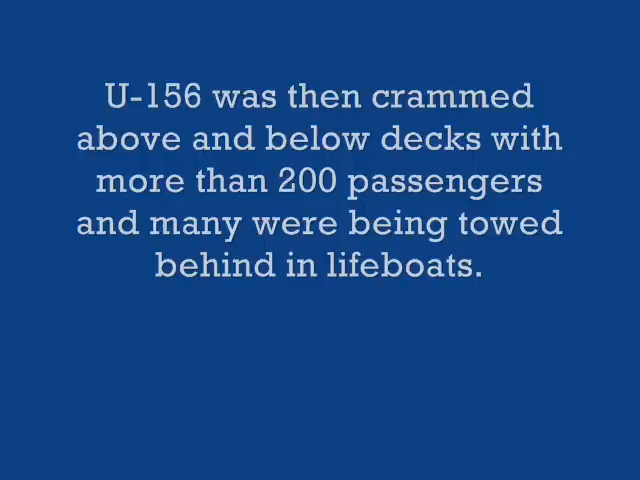 U-156 was then crammed
above and below decks with
more than 200 passengers
and many were being towed
behind in lifeboats.